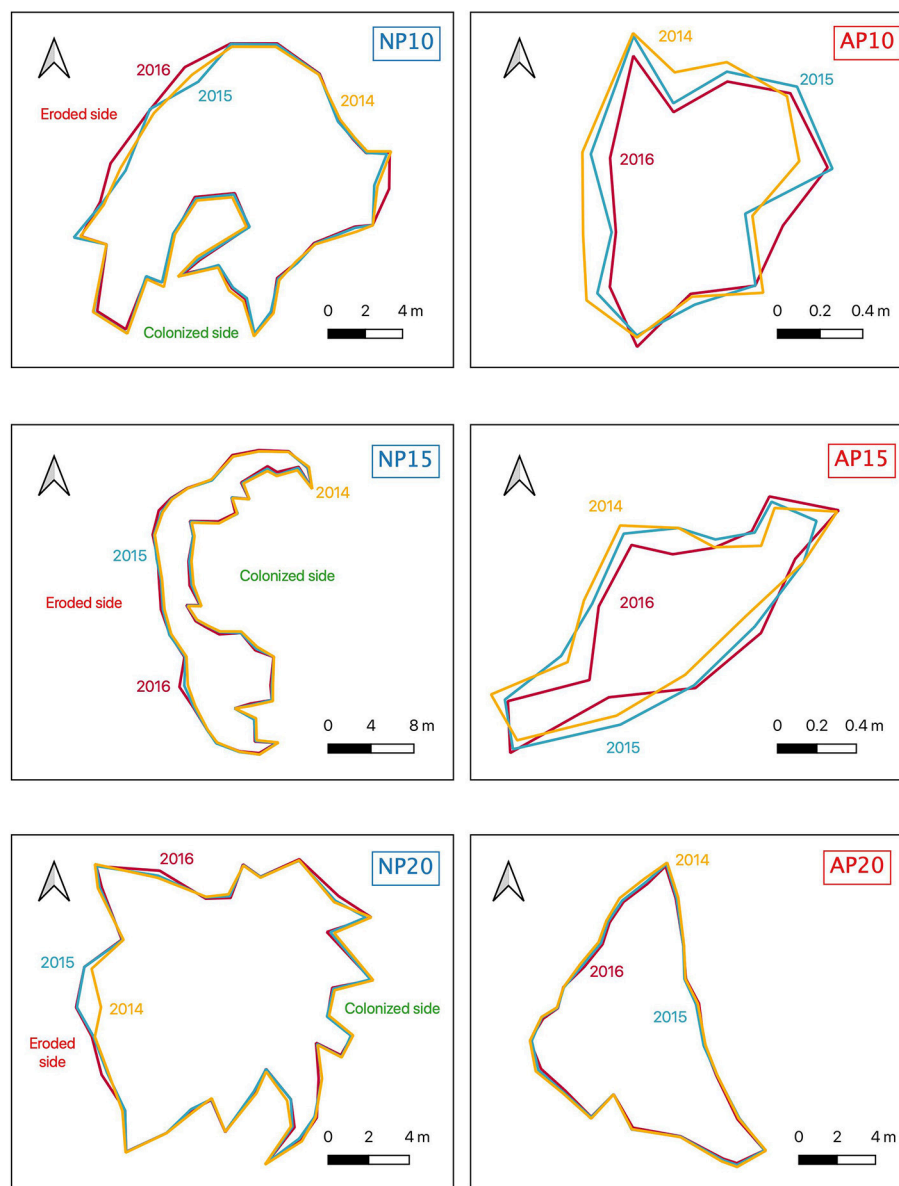 NP10
2016
2015
Eroded side
2014
Colonized side
0 2 4 m
AP10
2014
2015
2016
0 0.2 0.4 m
NP15
2014
2015
Colonized side
Eroded side
2016
0 4 8 m
AP15
2014
2016
2015
0 0.2 0.4 m
NP20
2016
2015
2014
Colonized side
Eroded
side
0 2 4 m
AP20
2014
2016
2015
0 2 4 m